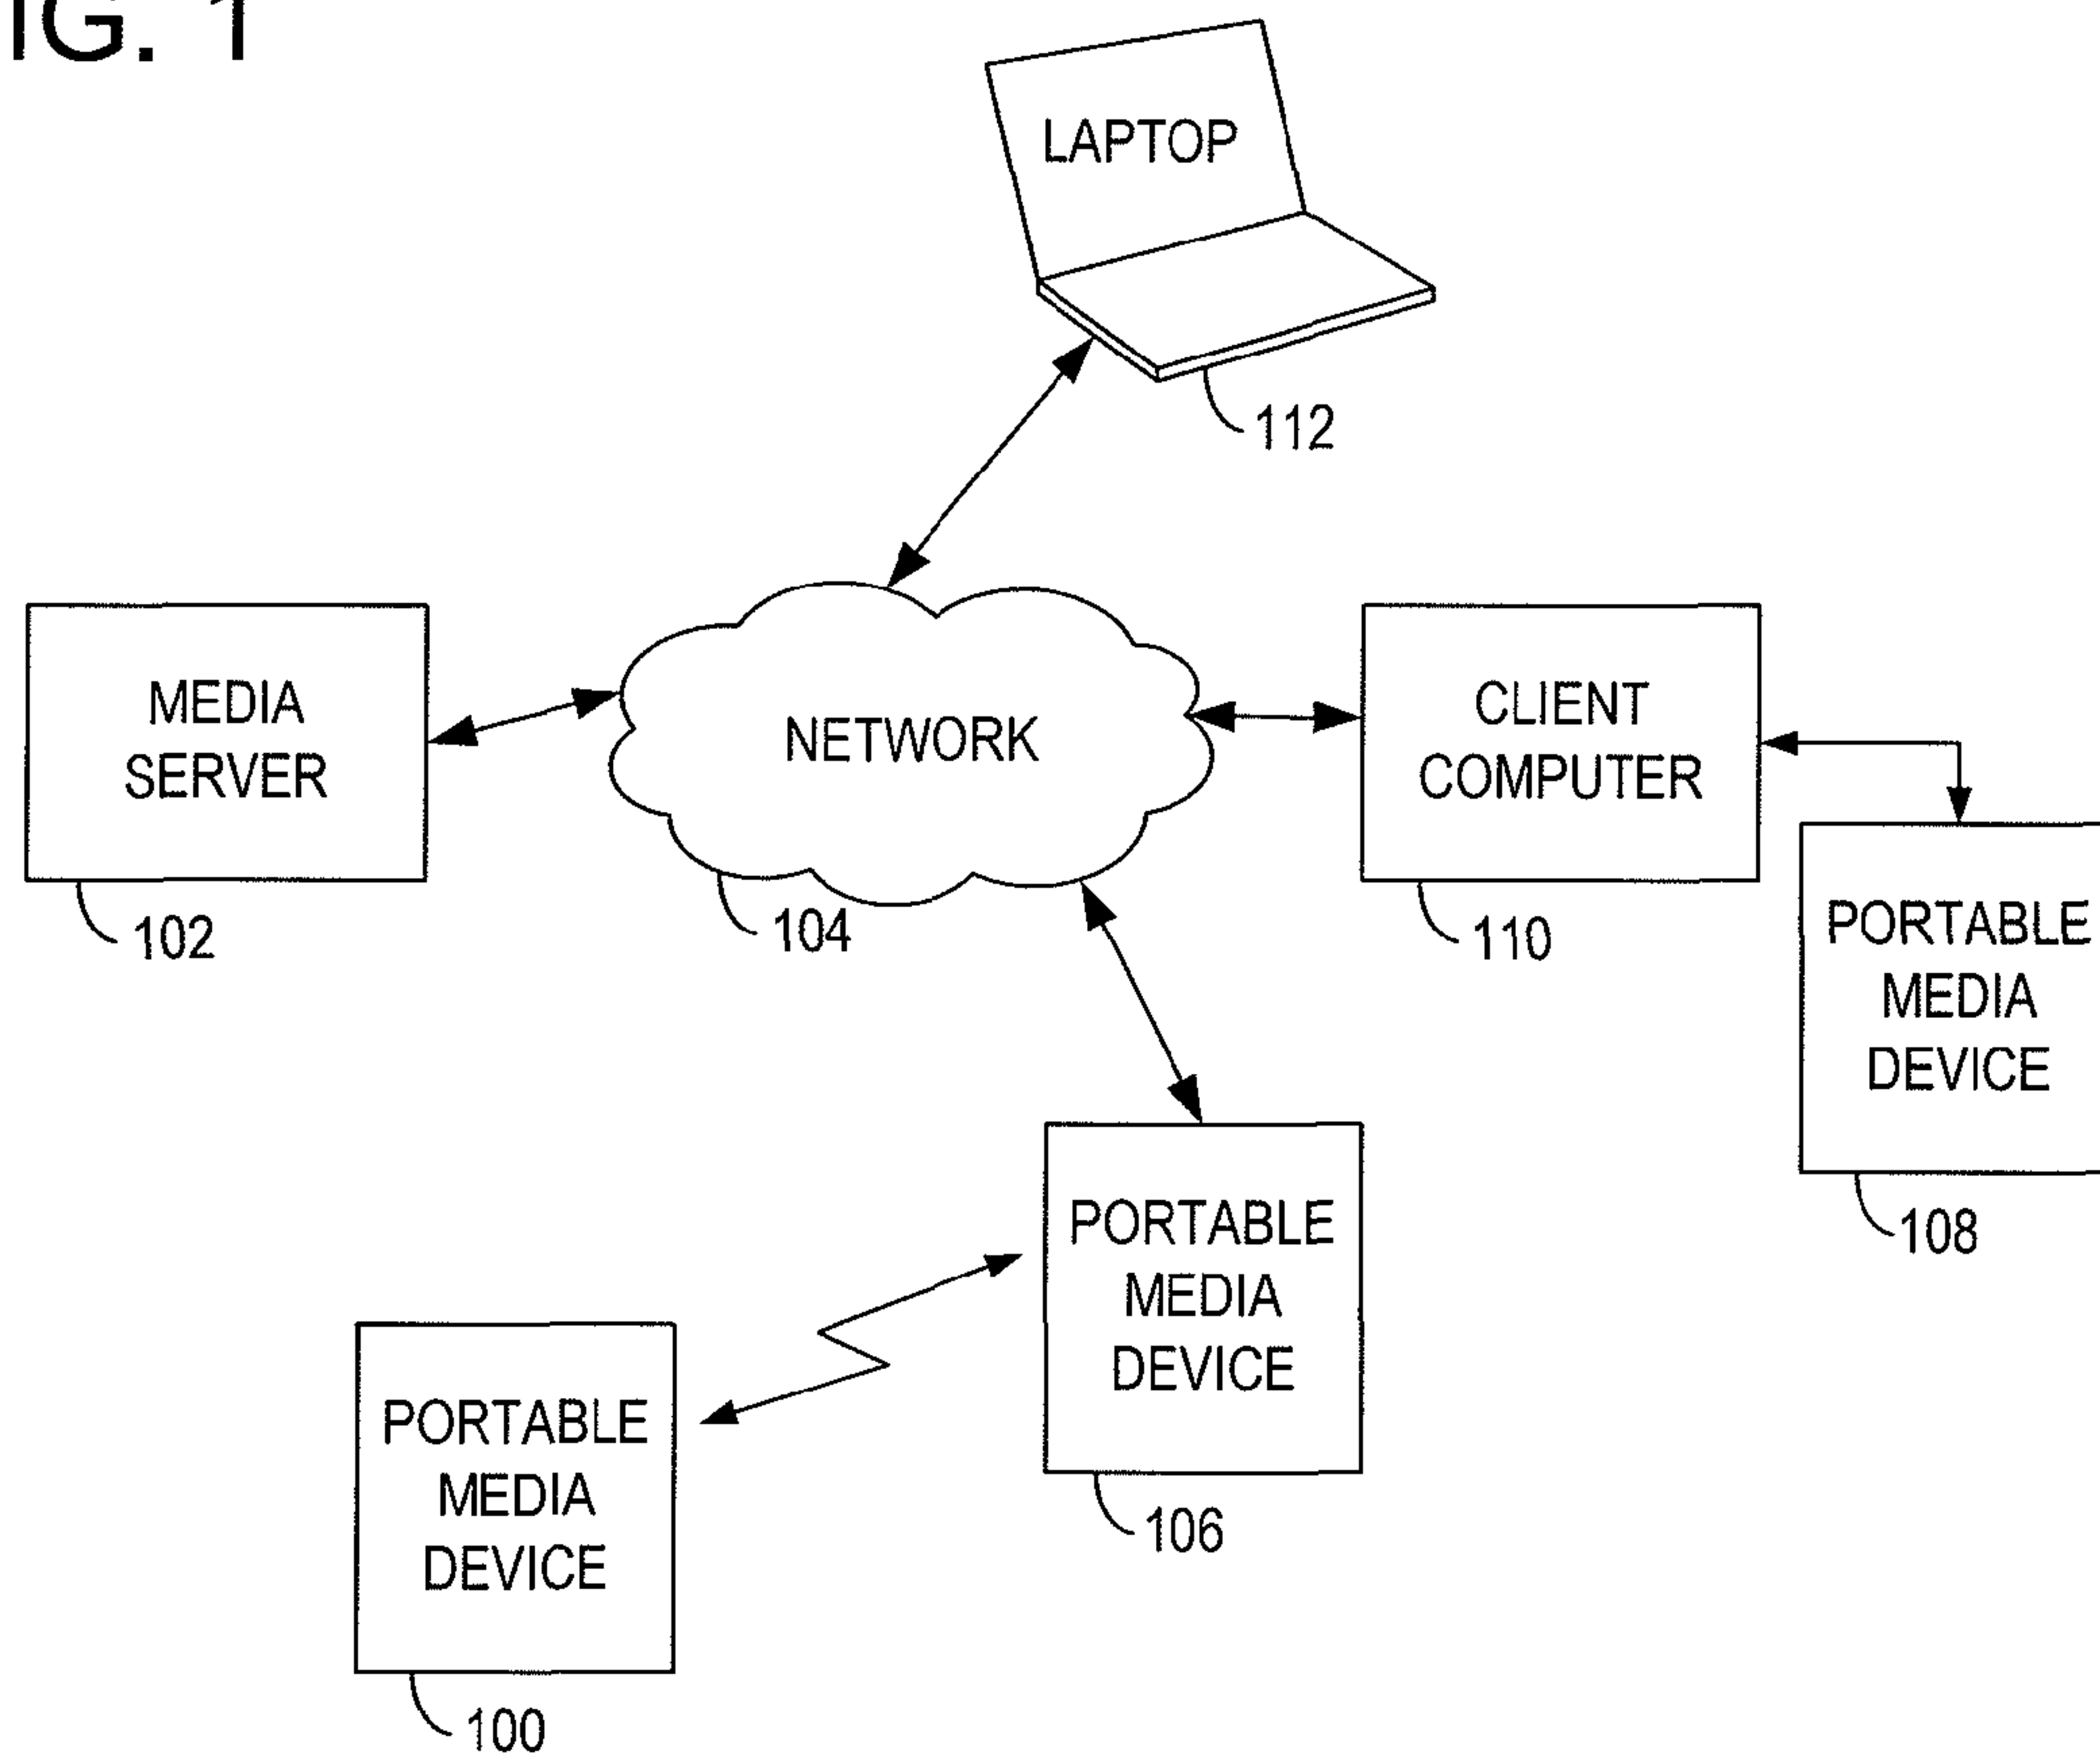 IG. 1
LAPTOP
112
MEDIA
SERVER
102
NETWORK
104
CLIENT
COMPUTER
110
PORTABLE
MEDIA
DEVICE
108
PORTABLE
MEDIA
DEVICE
106
PORTABLE
MEDIA
DEVICE
100